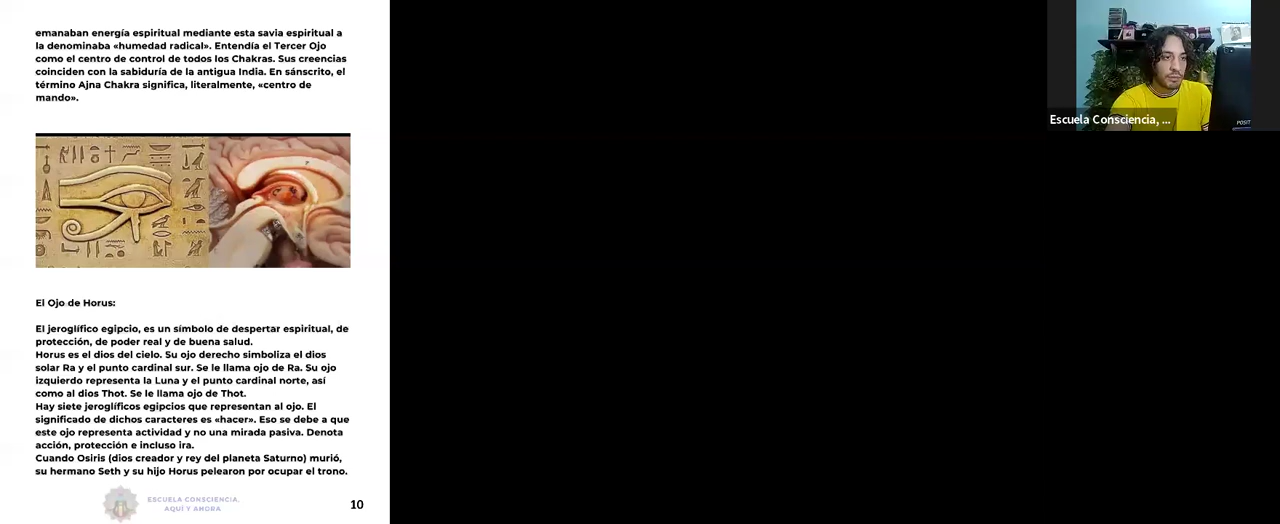 emanaban energía espiritual mediante esta savia espiritual a
la denominaba «humedad radical». Entendía el Tercer Ojo
como el centro de control de todos los Chakras. Sus creencias
coinciden con la sabiduría de la antigua India. En sánscrito, el
término Ajna Chakra significa, literalmente, «centro de
mando».
El Ojo de Horus:
El jeroglífico egipcio, es un símbolo de despertar espiritual, de
protección, de poder real y de buena salud.
Horus es el dios del cielo. Su ojo derecho simboliza el dios
solar Ra y el punto cardinal sur. Se le llama ojo de Ra. Su ojo
izquierdo representa la Luna y el punto cardinal norte, así
como al dios Thot. Se le llama ojo de Thot.
Hay siete jeroglíficos egipcios que representan al ojo. El
significado de dichos caracteres es «hacer». Eso se debe a que
este ojo representa actividad y no una mirada pasiva. Denota
acción, protección e incluso ira.
Cuando Osiris (dios creador y rey del planeta Saturno) murió,
su hermano Seth y su hijo Horus pelearon por ocupar el trono.
ESCUELA CONSCIENCIA,
AQUÍ Y AHORA
10
Escuela Consciencia, ...